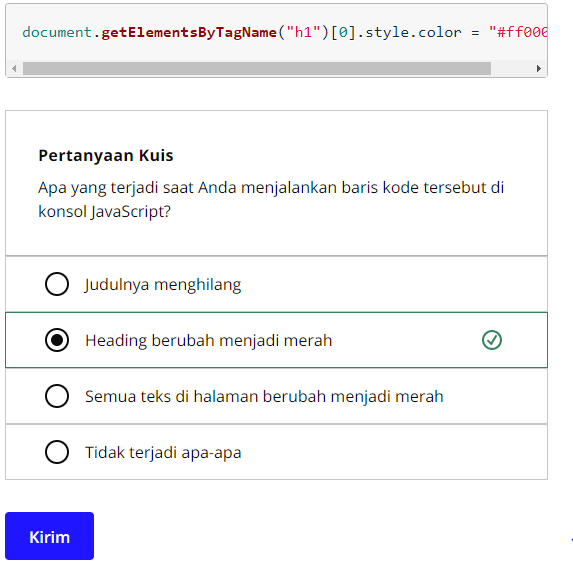 document.getElementsByTagName("h1")[0].style.color = "#ff000
Pertanyaan Kuis
Apa yang terjadi saat Anda menjalankan baris kode tersebut di
konsol JavaScript?
Judulnya menghilang
Heading berubah menjadi merah
Semua teks di halaman berubah menjadi merah
Tidak terjadi apa-apa
Kirim